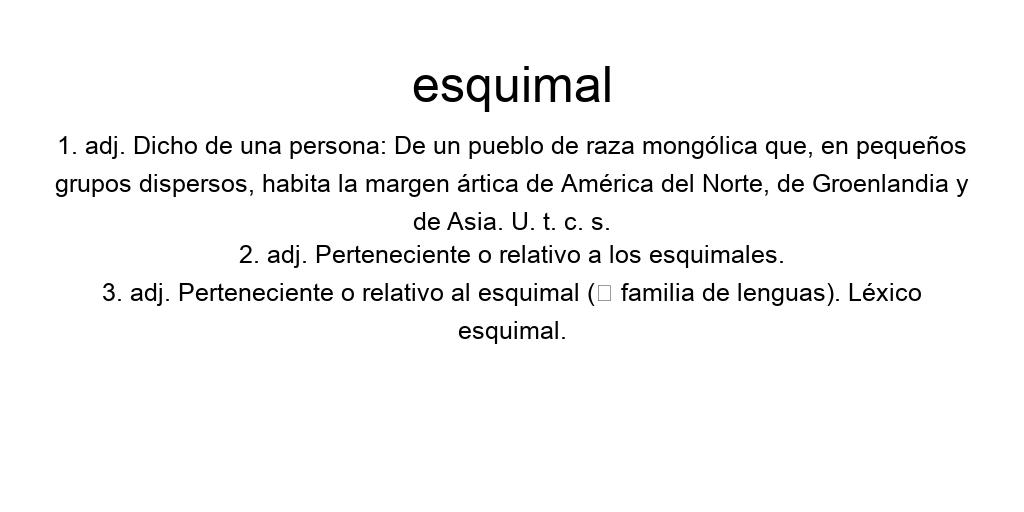 esquimal
1. adj. Dicho de una persona: De un pueblo de raza mongólica que, en pequeños
grupos dispersos, habita la margen ártica de América del Norte, de Groenlandia y
de Asia. U. t. c. s.
2. adj. Perteneciente o relativo a los esquimales.
3. adj. Perteneciente o relativo al esquimal (□ familia de lenguas). Léxico
esquimal.